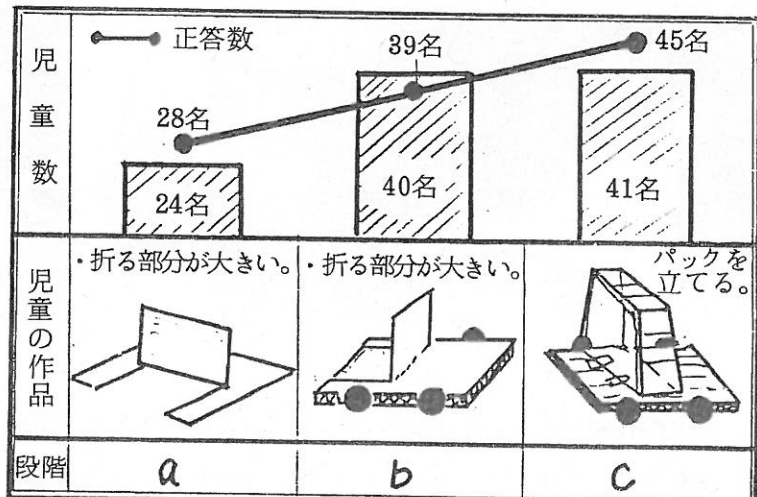 児童数
正答数
28名
39名
45名
24名
40名
41名
児童の作品
・折る部分が大きい。
・折る部分が大きい。
パックを
立てる。
段階
a
b
c